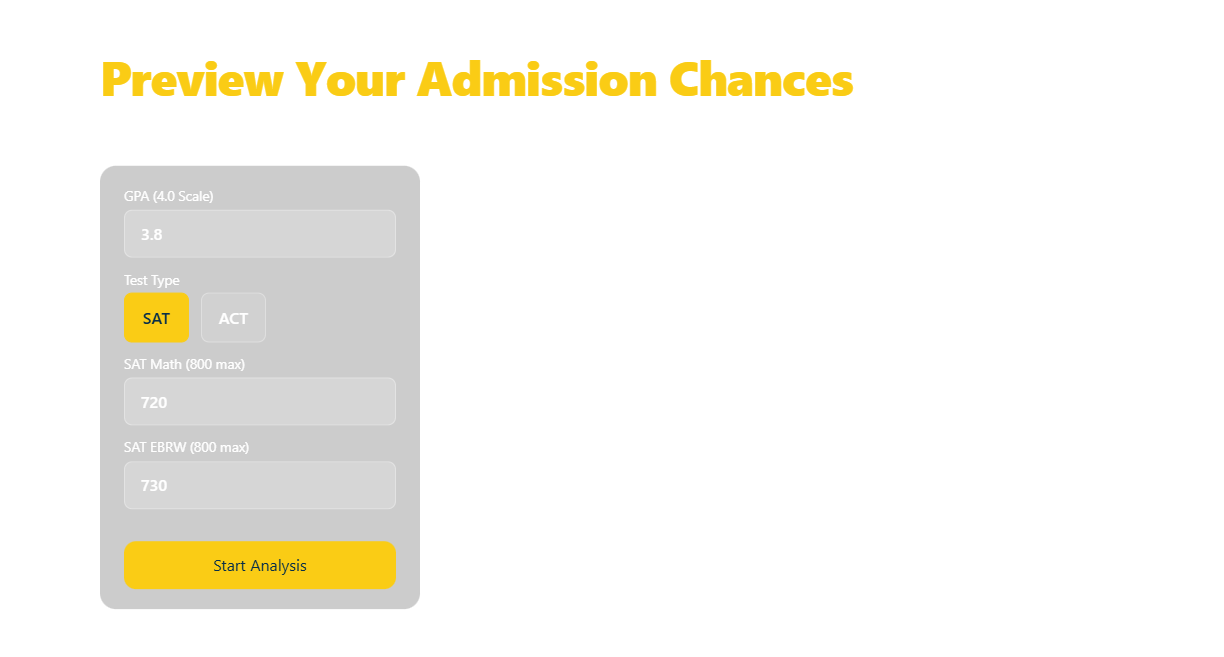 Preview Your Admission Chances
GPA (4.0 Scale)
3.8
Test Type
SAT ACT
SAT Math (800 max)
720
SAT EBRW (800 max)
730
Start Analysis